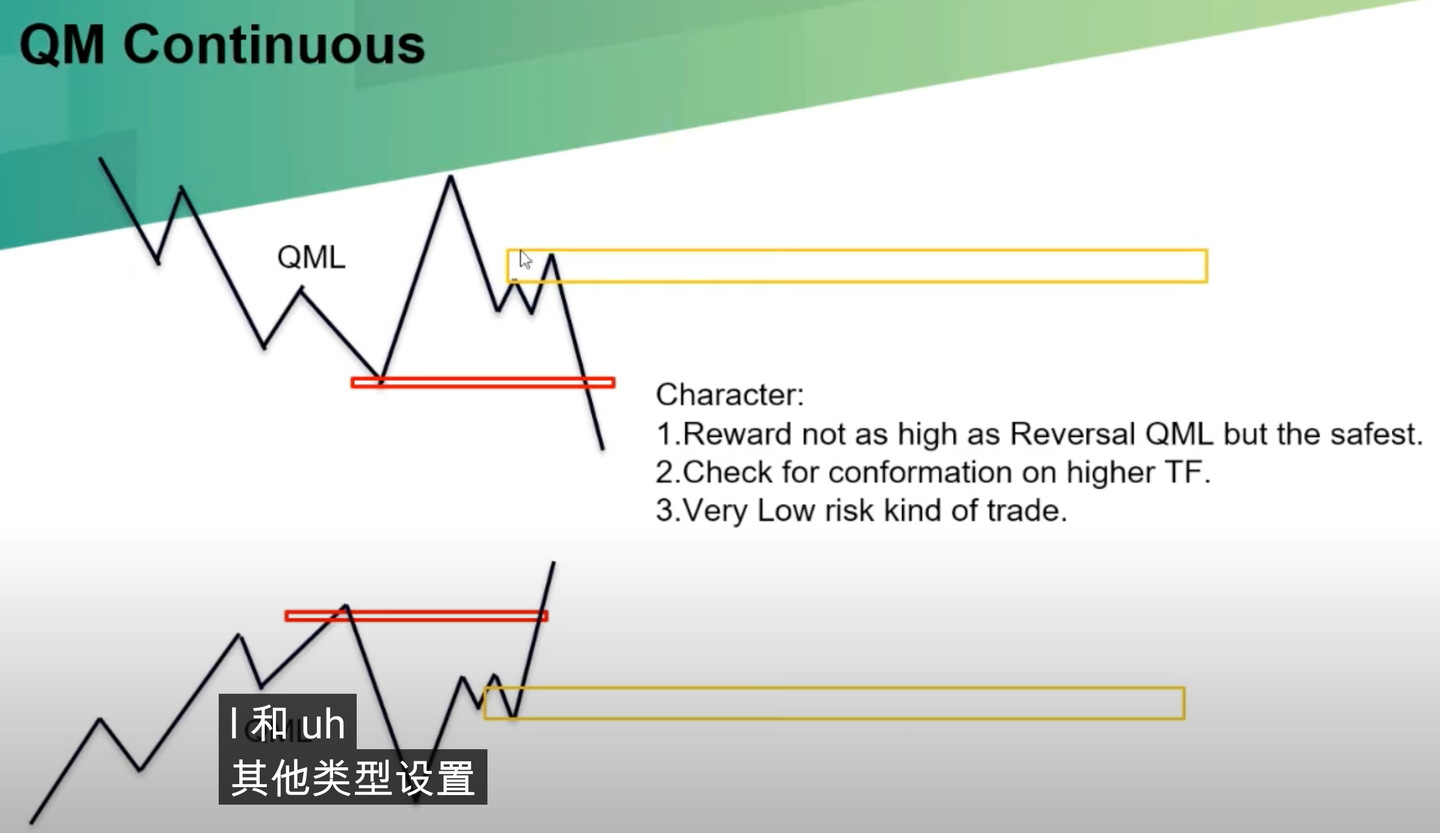 QM Continuous
QML
Character:
1.Reward not as high as Reversal QML but the safest.
2.Check for conformation on higher TF.
3.Very Low risk kind of trade.
QML
l 和 uh
其他类型设置